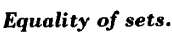 Equality of sets.